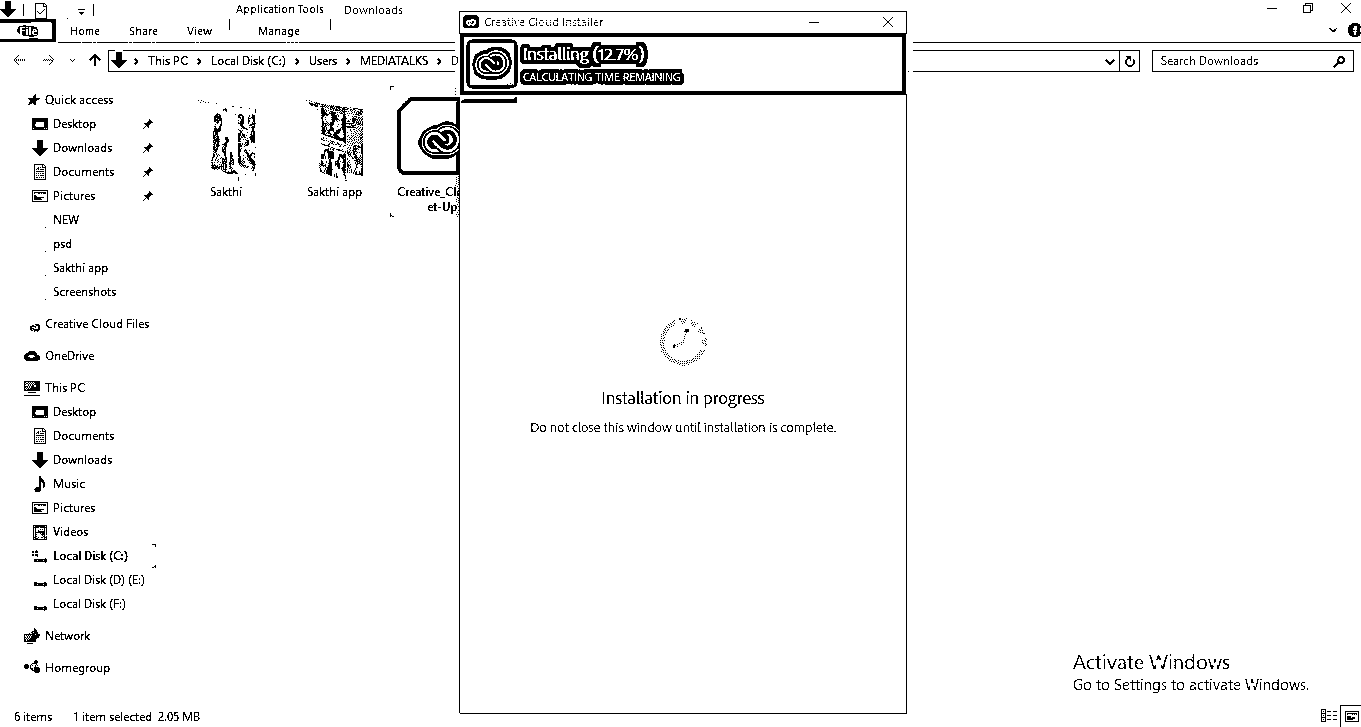 Application Tools
Downloads
File
Home
Share
View
Manage
This PC
Local Disk (C:)
Users
MEDIATALKS
D
Search Downloads
Creative Cloud Installer
Installing (12.7%)
CALCULATING TIME REMAINING
Installation in progress
Do not close this window until installation is complete.
Quick access
Desktop
Downloads
Documents
Pictures
NEW
psd
Sakthi app
Screenshots
Creative Cloud Files
OneDrive
This PC
Desktop
Documents
Downloads
Music
Pictures
Videos
Local Disk (C:)
Local Disk (D) (E:)
Local Disk (F:)
Network
Homegroup
Sakthi
Sakthi app
Creative_Cl
et-Up
Activate Windows
Go to Settings to activate Windows.
6 items
1 item selected 2.05 MB